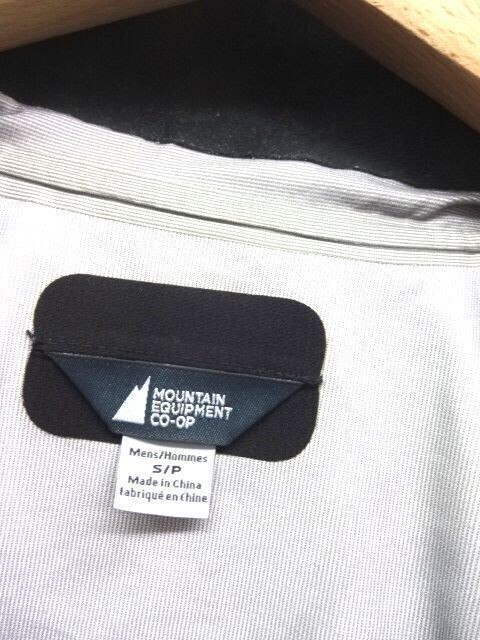 MOUNTAIN
EQUIPMENT
CO-OP
Mens/Hommes
S/P
Made in China
Fabriqué en Chine